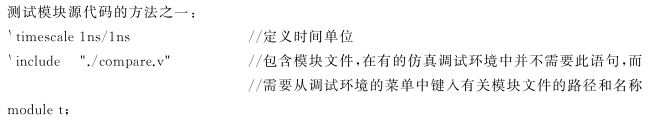 测试模块源代码的方法之一：
`timescale 1ns/1ns //定义时间单位
`include "./compare.v" //包含模块文件,在有的仿真调试环境中并不需要此语句,而
//需要从调试环境的菜单中键入有关模块文件的路径和名称
module t;